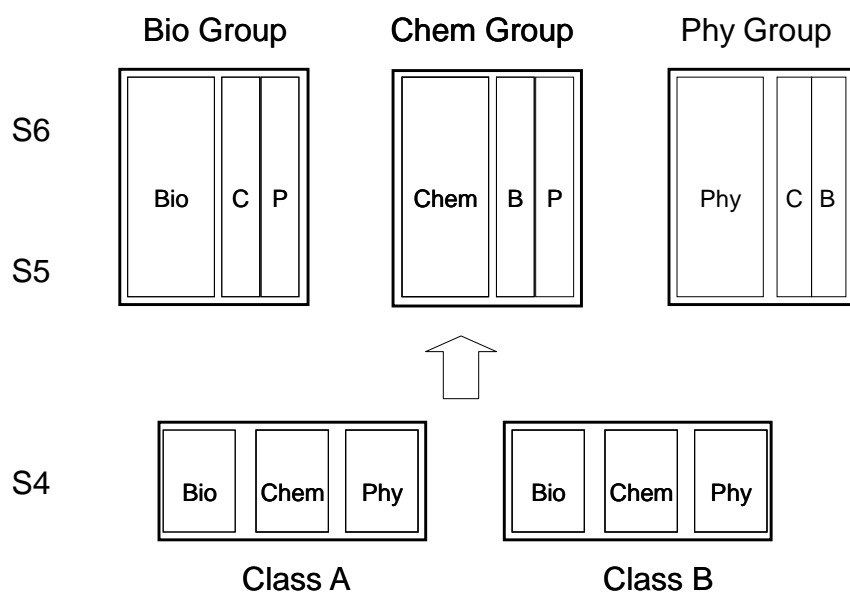 Bio Group Chem Group Phy Group
S6
Bio C P Chem B P Phy C B
S5
S4
Bio Chem Phy Bio Chem Phy
Class A Class B